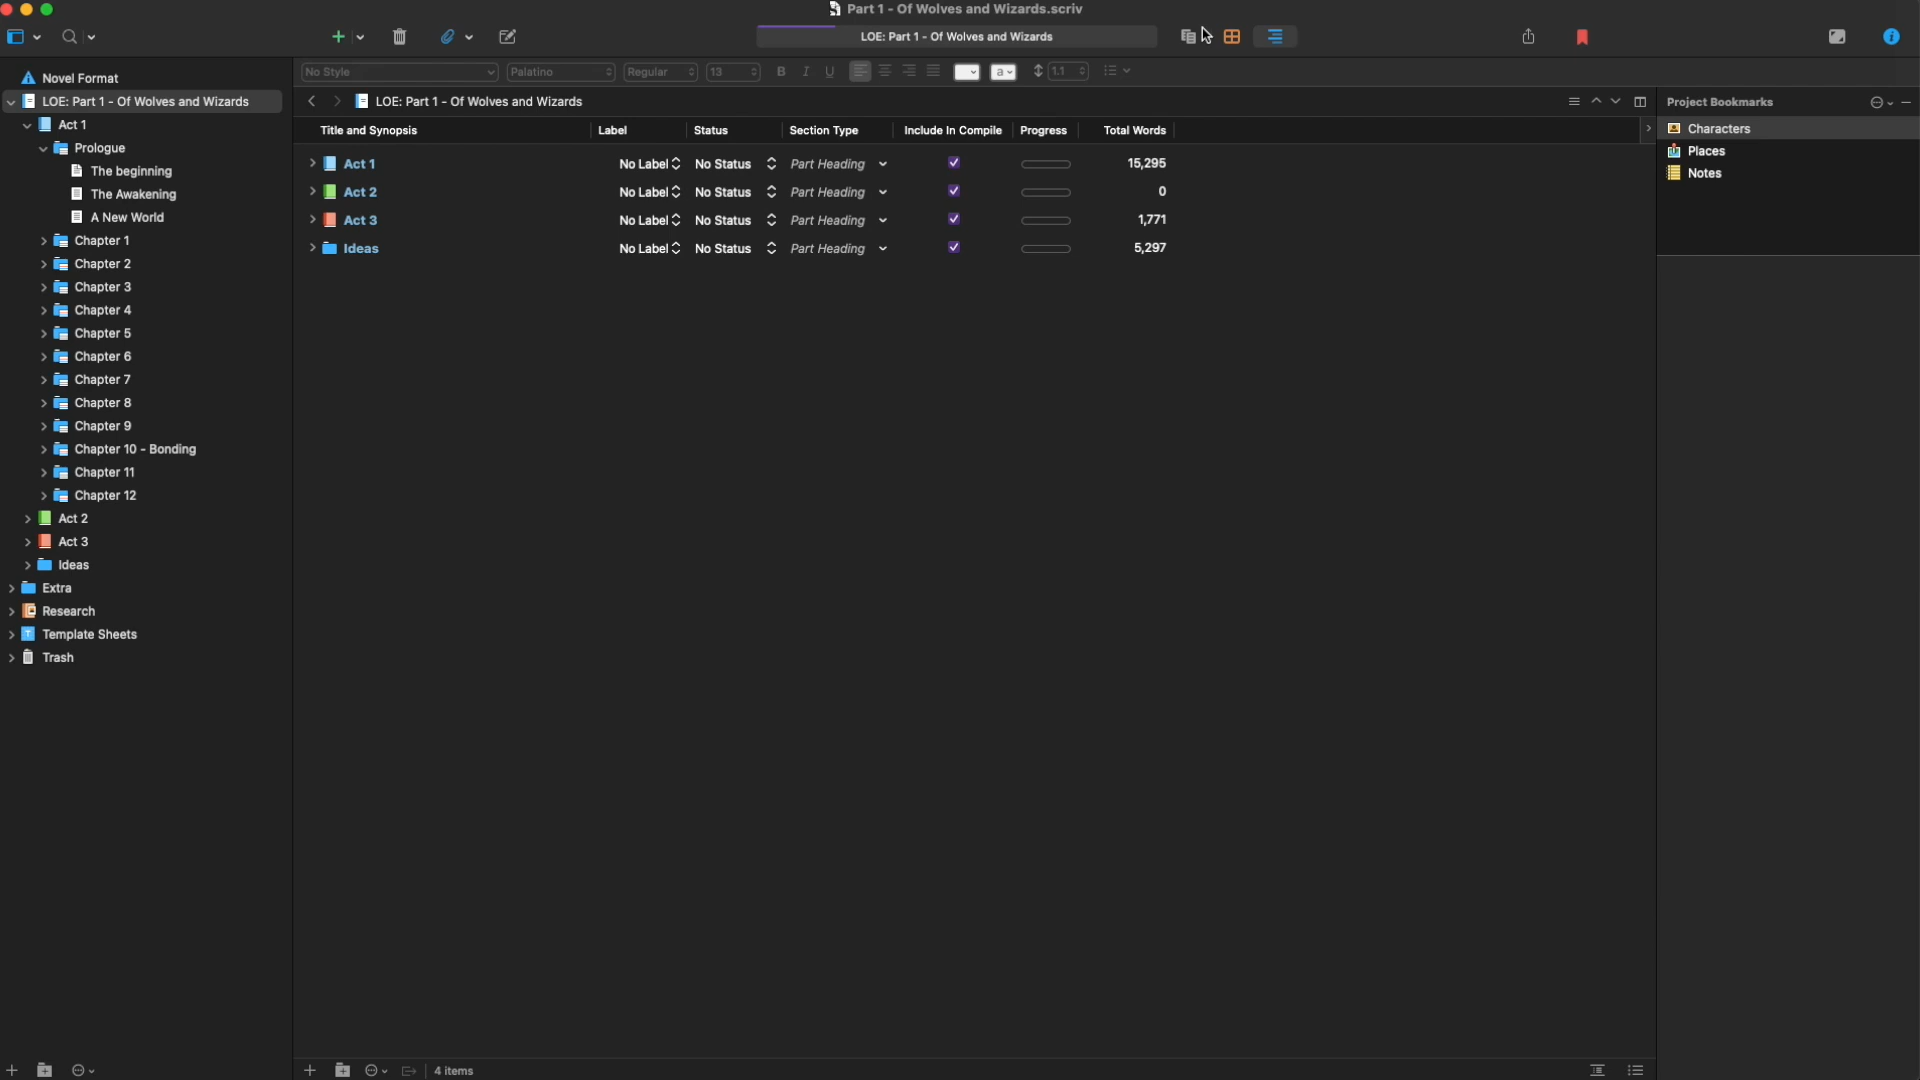 Part 1 - Of Wolves and Wizards.scriv
LOE: Part 1 - Of Wolves and Wizards
No Style Palatino Regular 13 B I U a 1.1
Novel Format
LOE: Part 1 - Of Wolves and Wizards
Act 1
Prologue
The beginning
The Awakening
A New World
Chapter 1
Chapter 2
Chapter 3
Chapter 4
Chapter 5
Chapter 6
Chapter 7
Chapter 8
Chapter 9
Chapter 10 - Bonding
Chapter 11
Chapter 12
Act 2
Act 3
Ideas
Extra
Research
Template Sheets
Trash
LOE: Part 1 - Of Wolves and Wizards
Title and Synopsis Label Status Section Type Include In Compile Progress Total Words
Act 1 No Label No Status Part Heading 15,295
Act 2 No Label No Status Part Heading 0
Act 3 No Label No Status Part Heading 1,771
Ideas No Label No Status Part Heading 5,297
4 items
Project Bookmarks
Characters
Places
Notes